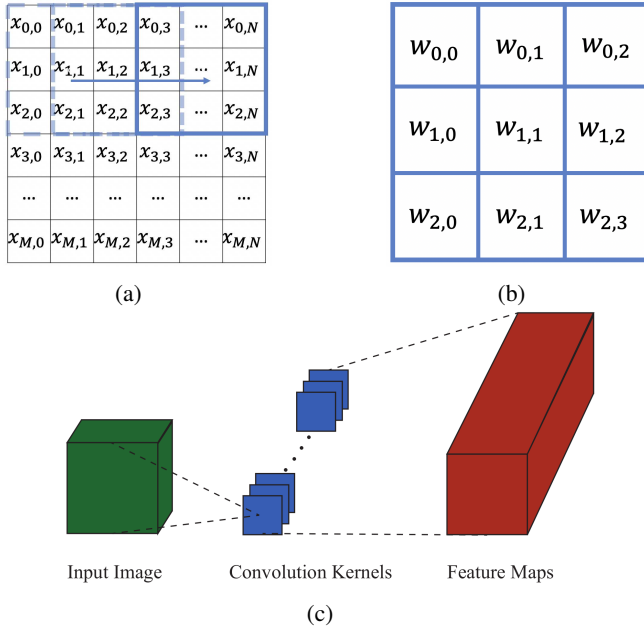 x0,0 x0,1 x0,2 x0,3 ... x0,N
x1,0 x1,1 x1,2 x1,3 ... x1,N
x2,0 x2,1 x2,2 x2,3 ... x2,N
x3,0 x3,1 x3,2 x3,3 ... x3,N
... ... ... ... ... ...
xM,0 xM,1 xM,2 xM,3 ... xM,N
(a)
w0,0 w0,1 w0,2
w1,0 w1,1 w1,2
w2,0 w2,1 w2,3
(b)
Input Image Convolution Kernels Feature Maps
(c)